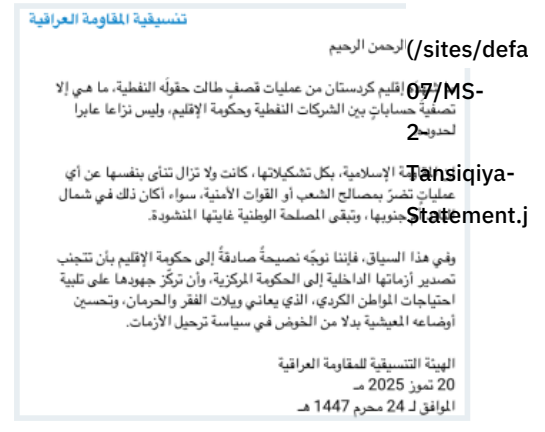 تنسيقية المقاومة العراقية
الرحمن الرحيم
(/sites/defa
إقليم كردستان من عمليات قصفٍ طالت حقولَه النفطية، ما هي إلا
07/MS-
تصفيةُ حساباتٍ بين الشركات النفطية وحكومة الإقليم، وليس نزاعا عابرا
2-
الإسلامية، بكل تشكيلاتها، كانت ولا تزال تنأى بنفسها عن أي
Tansiqiya-
عملياتٍ تضرّ بمصالح الشعب أو القوات الأمنية، سواء أكان ذلك في شمال
جنوبها، وتبقى المصلحة الوطنية غايتها المنشودة.
Statement.j
وفي هذا السياق، فإننا نوجّه نصيحةً صادقةً إلى حكومة الإقليم بأن تتجنب
تصدير أزماتها الداخلية إلى الحكومة المركزية، وأن تركّز جهودها على تلبية
احتياجات المواطن الكردي، الذي يعاني ويلات الفقر والحرمان، وتحسين
أوضاعه المعيشية بدلا من الخوض في سياسة ترحيل الأزمات.
الهيئة التنسيقية للمقاومة العراقية
20 تموز 2025 مـ
الموافق لـ 24 محرم 1447 هـ